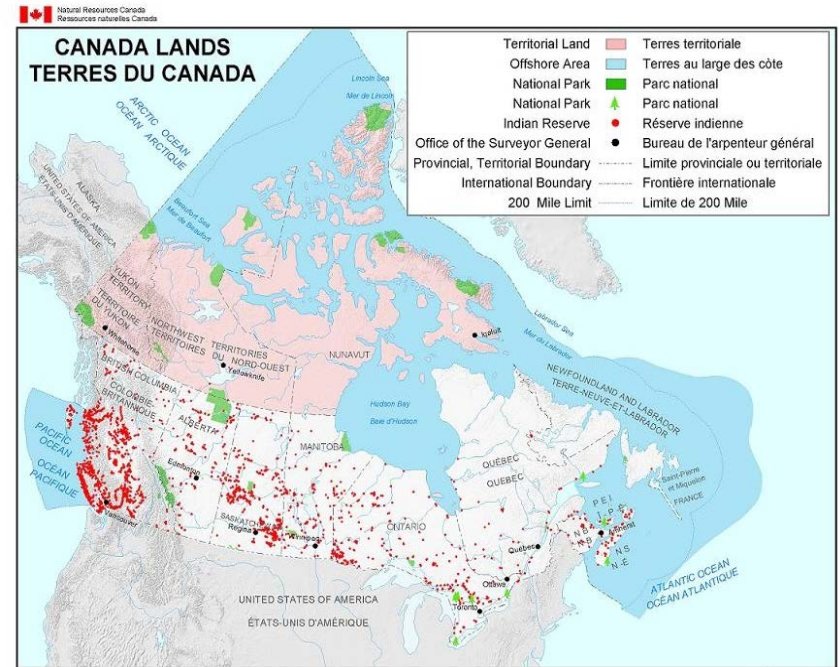 Natural Resources Canada
Ressources naturelles Canada
CANADA LANDS
TERRES DU CANADA
Territorial Land Terres territoriale
Offshore Area Terres au large des côte
National Park Parc national
National Park Parc national
Indian Reserve Réserve indienne
Office of the Surveyor General Bureau de l'arpenteur général
Provincial, Territorial Boundary Limite provinciale ou territoriale
International Boundary Frontière internationale
200 Mile Limit Limite de 200 Mile
Lincoln Sea
Mer de Lincoln
ARCTIC OCEAN
OCÉAN ARCTIQUE
UNITED STATES OF AMERICA
ALASKA
ÉTATS-UNIS D'AMÉRIQUE
Beaufort Sea
Mer de Beaufort
YUKON
TERRITORY
TERRITOIRE
DU YUKON
Whitehorse
NORTHWEST TERRITORIES
TERRITOIRES DU NORD-OUEST
Yellowknife
NUNAVUT
Iqaluit
Labrador Sea
Mer du Labrador
NEWFOUNDLAND AND LABRADOR
TERRE-NEUVE-ET-LABRADOR
BRITISH COLUMBIA
COLOMBIE-
BRITANNIQUE
ALBERTA
Hudson Bay
Baie d'Hudson
MANITOBA
PACIFIC
OCEAN
OCÉAN
PACIFIQUE
Edmonton
QUÉBEC
QUEBEC
Saint-Pierre
et Miquelon
FRANCE
PEI
I-P-É
Vancouver
Regina
Winnipeg
ONTARIO
Québec
NB
N-B
Amherst
NS
N-É
Ottawa
Toronto
ATLANTIC OCEAN
OCÉAN ATLANTIQUE
UNITED STATES OF AMERICA
ÉTATS-UNIS D'AMÉRIQUE